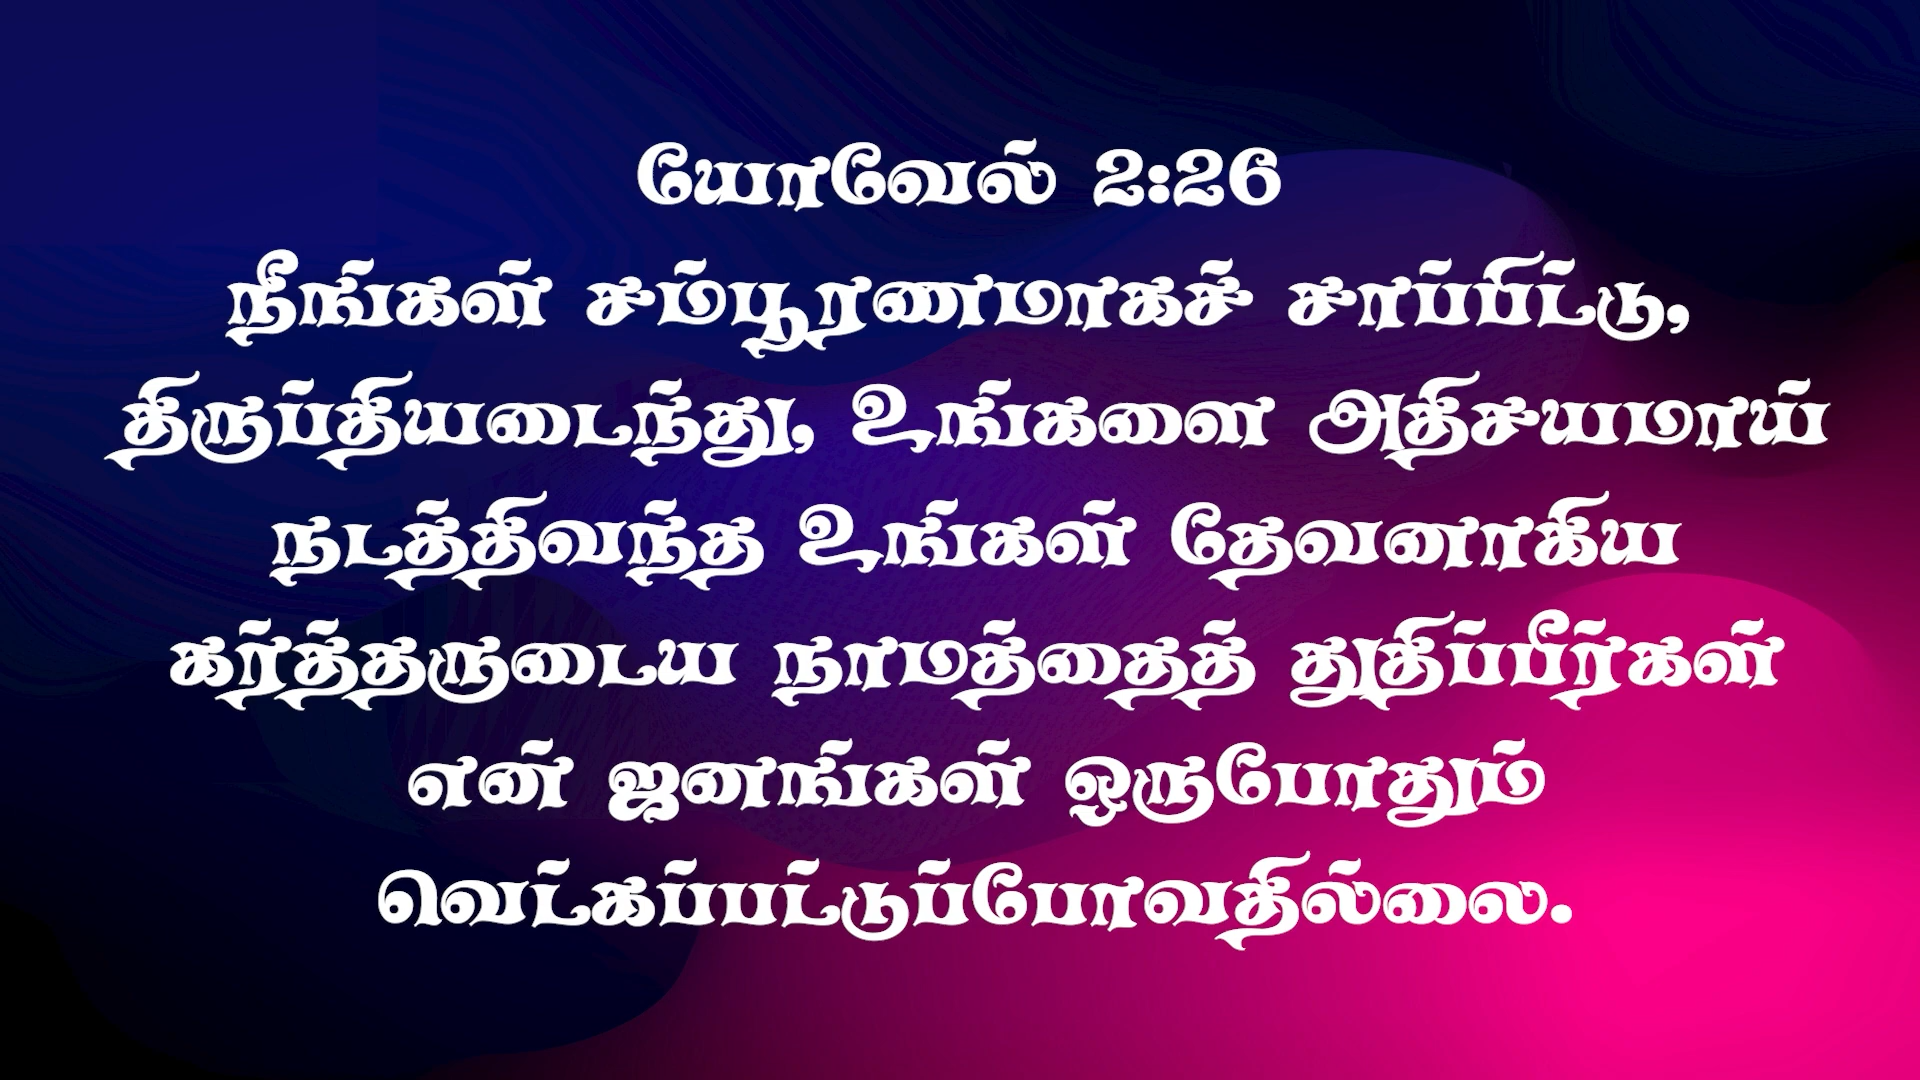 யோவேல் 2:26
நீங்கள் சம்பூரணமாகச் சாப்பிட்டு,
திருப்தியடைந்து, உங்களை அதிசயமாய்
நடத்திவந்த உங்கள் தேவனாகிய
கர்த்தருடைய நாமத்தைத் துதிப்பீர்கள்
என் ஜனங்கள் ஒருபோதும்
வெட்கப்பட்டுப்போவதில்லை.